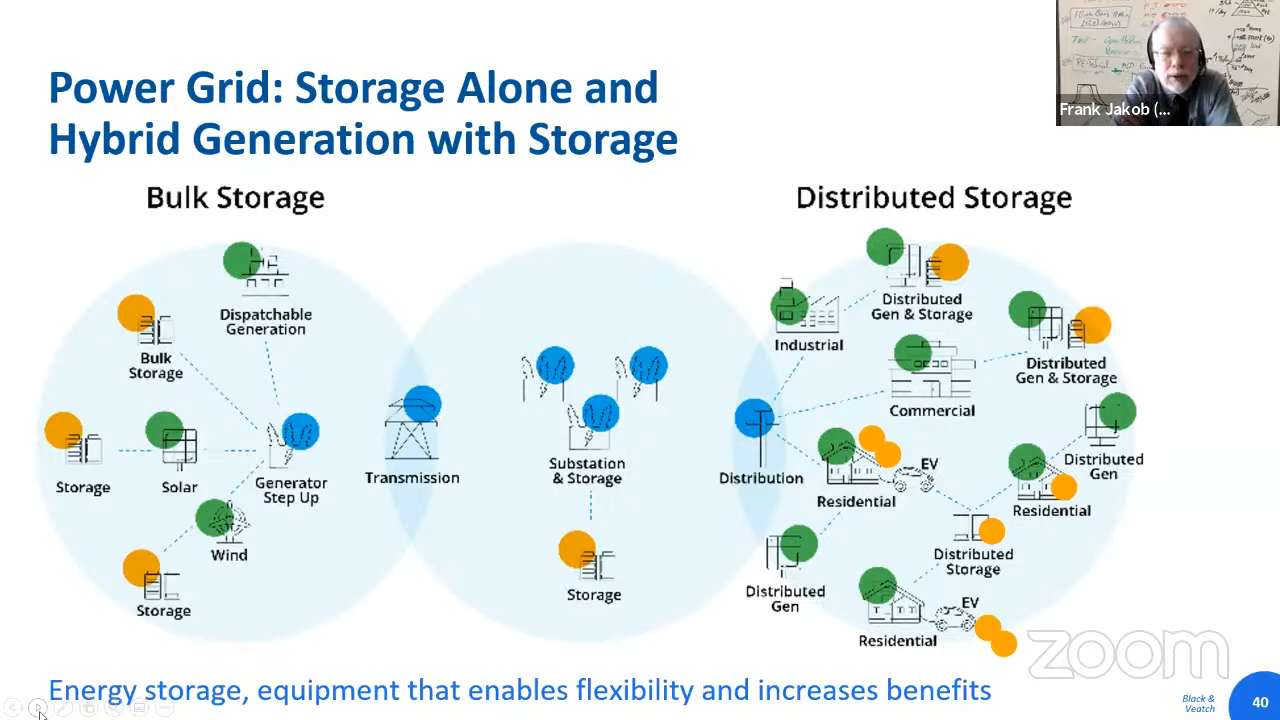 Power Grid: Storage Alone and
Hybrid Generation with Storage
Frank Jakob (...
Bulk Storage
Distributed Storage
Dispatchable
Generation
Bulk
Storage
Storage
Solar
Generator
Step Up
Wind
Storage
Transmission
Substation
& Storage
Storage
Distribution
Industrial
Distributed
Gen & Storage
Commercial
Distributed
Gen & Storage
Residential
EV
Distributed
Gen
Residential
Distributed
Storage
Distributed
Gen
Residential
EV
zoom
Energy storage, equipment that enables flexibility and increases benefits
Black &
Veatch
40